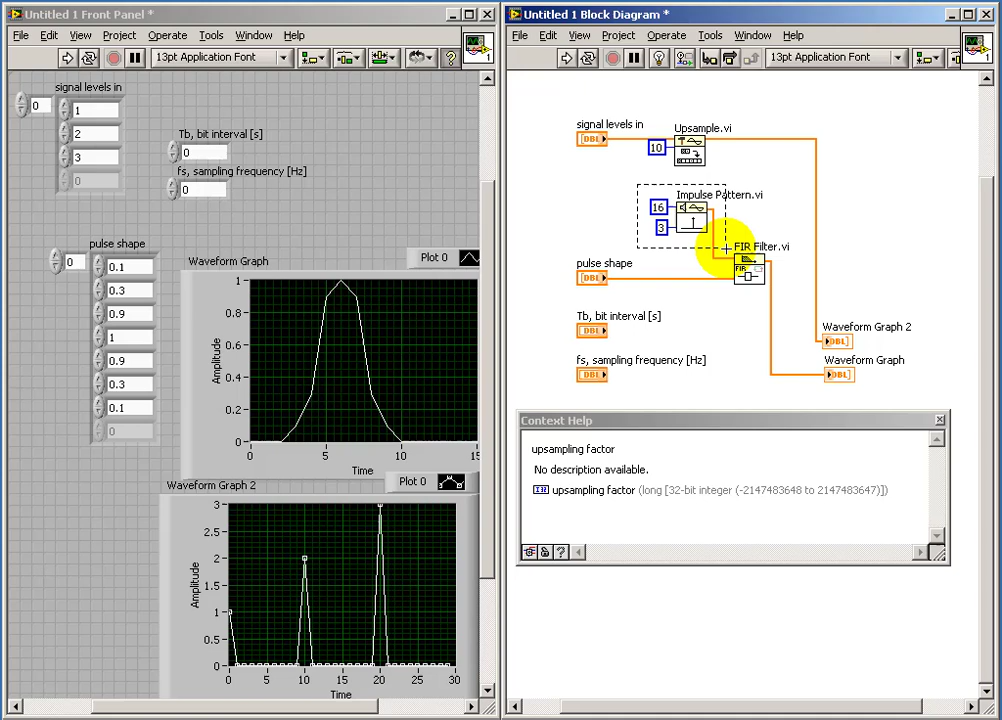 Untitled 1 Front Panel *
File Edit View Project Operate Tools Window Help
13pt Application Font
1
signal levels in
0
1
2
3
0
Tb, bit interval [s]
0
fs, sampling frequency [Hz]
0
pulse shape
0
0.1
0.3
0.9
1
0.9
0.3
0.1
0
Waveform Graph
Plot 0
Amplitude
1
0.8
0.6
0.4
0.2
0
0 5 10 15
Time
Waveform Graph 2
Plot 0
Amplitude
3
2.5
2
1.5
1
0.5
0
0 5 10 15 20 25 30
Time
Untitled 1 Block Diagram *
File Edit View Project Operate Tools Window Help
13pt Application Font
1
signal levels in
DBL
Upsample.vi
10
Impulse Pattern.vi
16
3
FIR Filter.vi
FIR
pulse shape
DBL
Tb, bit interval [s]
DBL
fs, sampling frequency [Hz]
DBL
Waveform Graph 2
DBL
Waveform Graph
DBL
Context Help
upsampling factor
No description available.
I32 upsampling factor (long [32-bit integer (-2147483648 to 2147483647)])
?